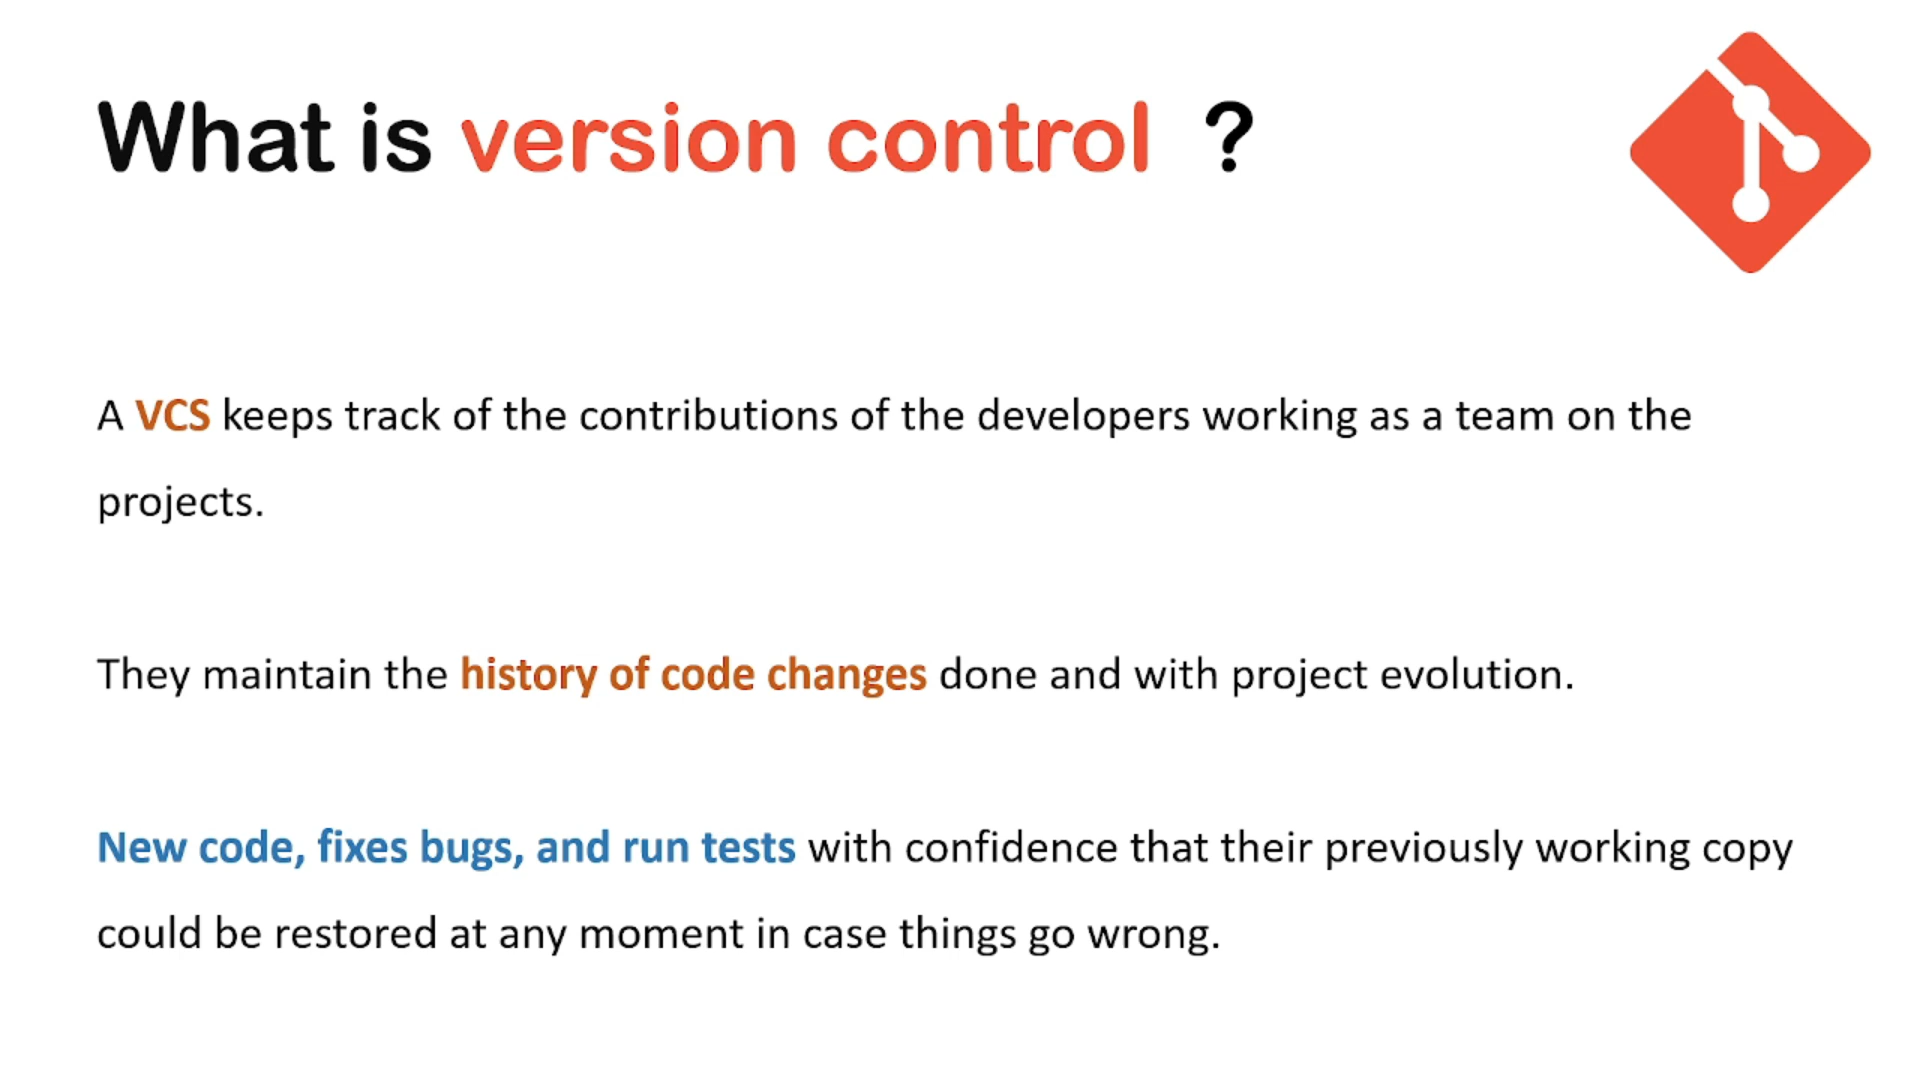 What is version control ?
A VCS keeps track of the contributions of the developers working as a team on the
projects.
They maintain the history of code changes done and with project evolution.
New code, fixes bugs, and run tests with confidence that their previously working copy
could be restored at any moment in case things go wrong.